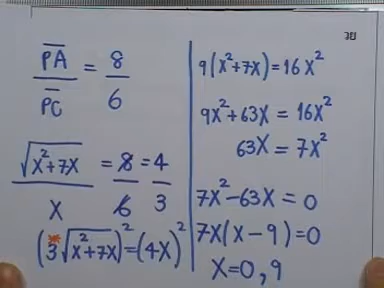 PA/PC = 8/6
√(x²+7x)/x = 8/6 = 4/3
(3√(x²+7x))² = (4x)²
9(x²+7x)=16x²
9x²+63x = 16x²
63x = 7x²
7x²-63x = 0
7x(x-9)=0
x=0,9